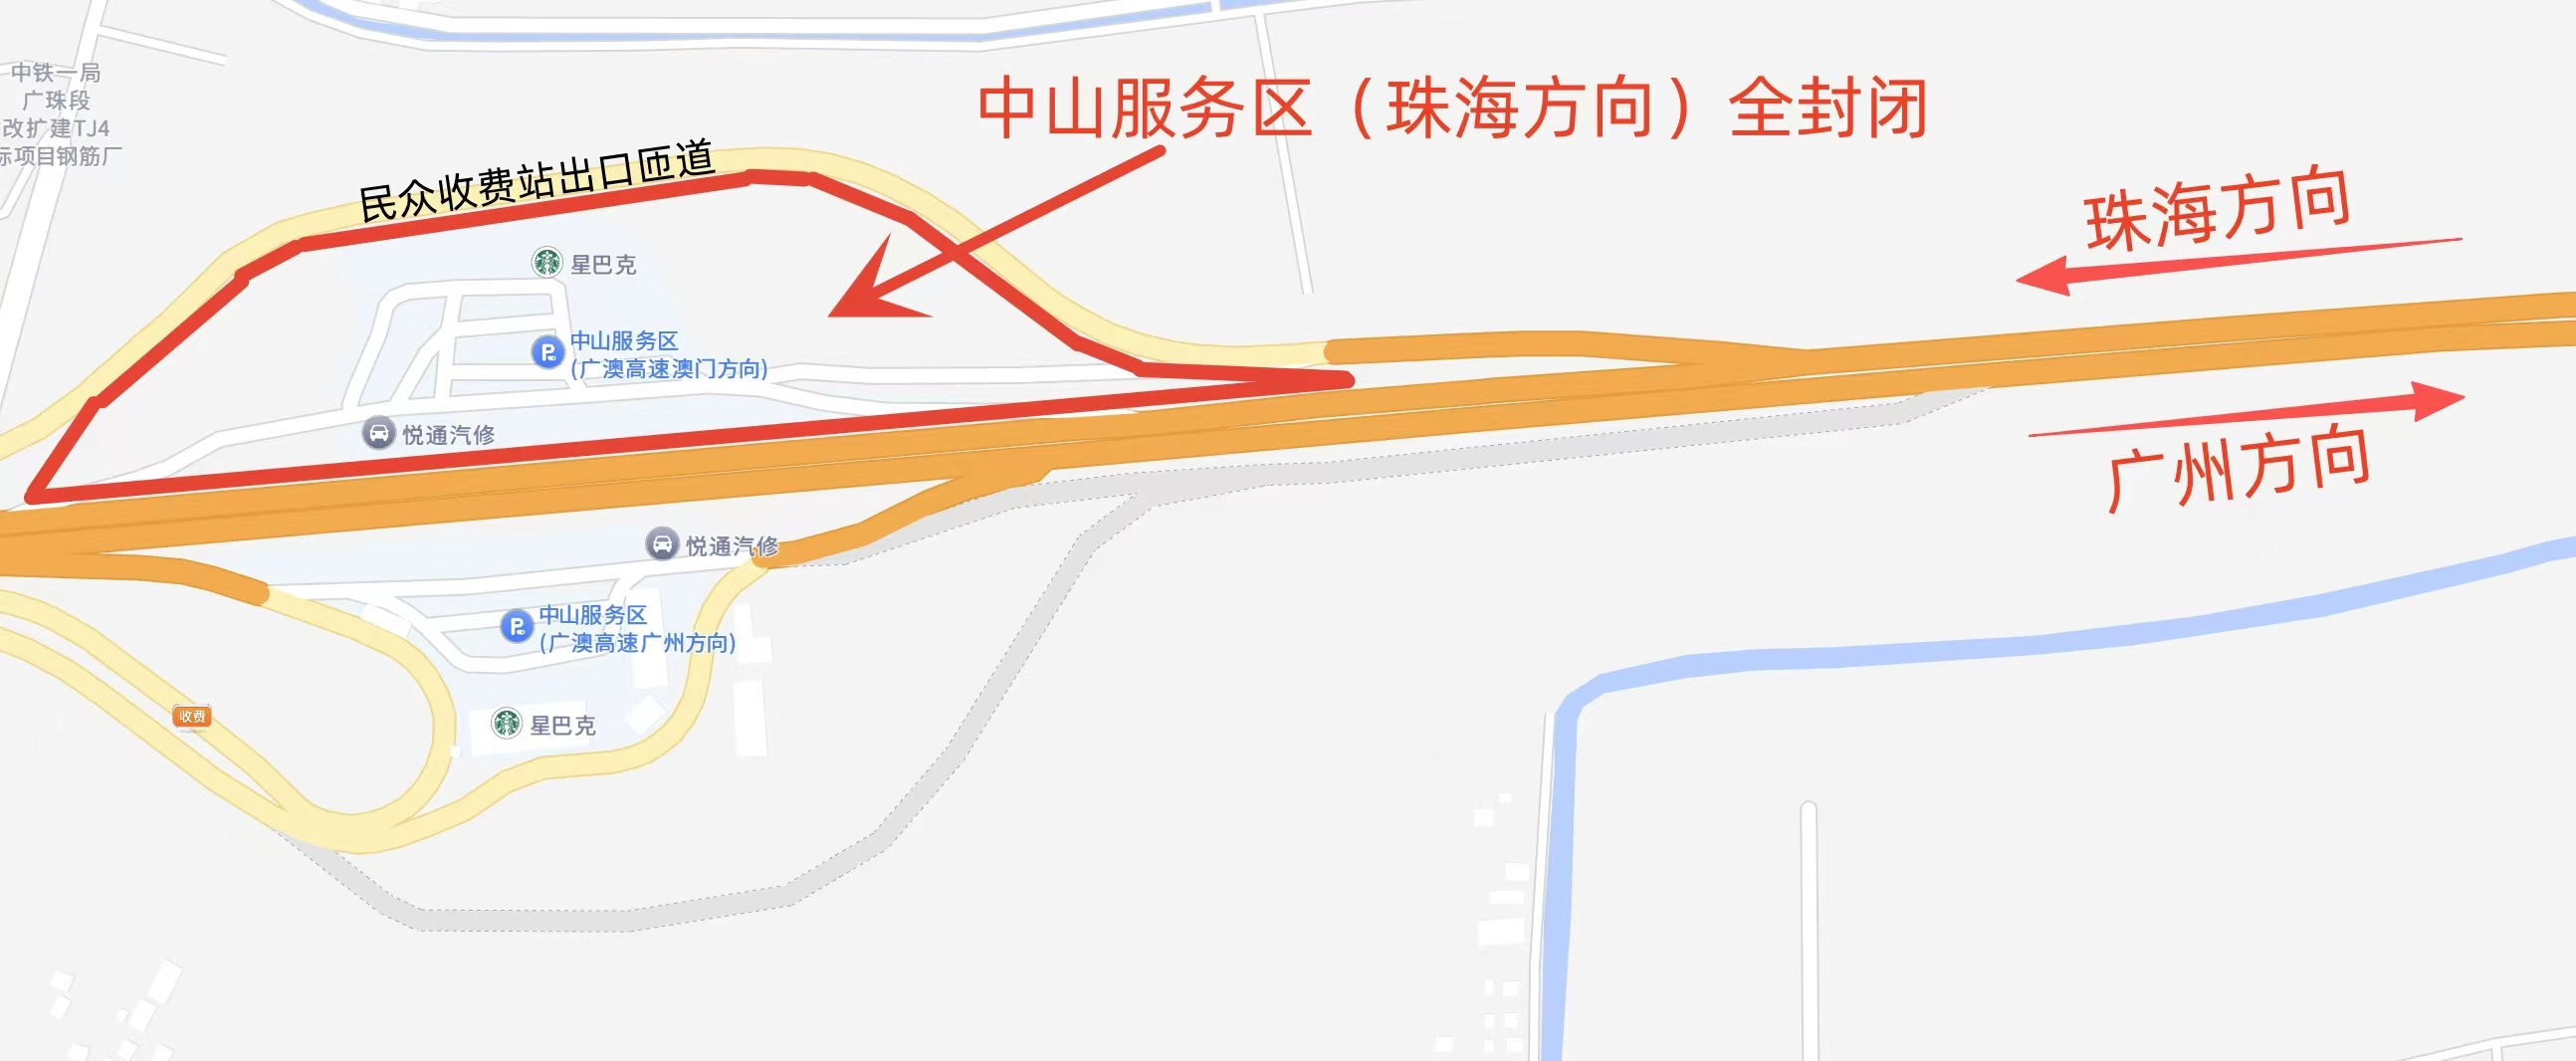 中铁一局
广珠段
改扩建TJ4
标项目钢筋厂
中山服务区（珠海方向）全封闭
民众收费站出口匝道
珠海方向
星巴克
中山服务区
(广澳高速澳门方向)
悦通汽修
广州方向
悦通汽修
中山服务区
(广澳高速广州方向)
收费
星巴克